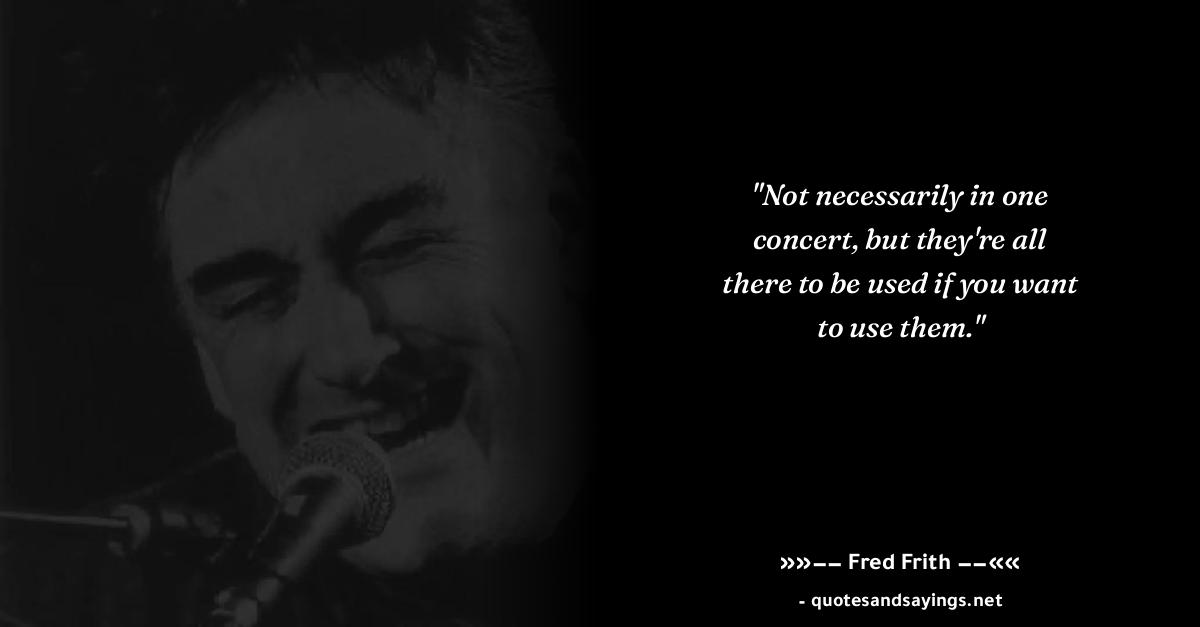 "Not necessarily in one
concert, but they're all
there to be used if you want
to use them."
»»–– Fred Frith ––««
- quotesandsayings.net